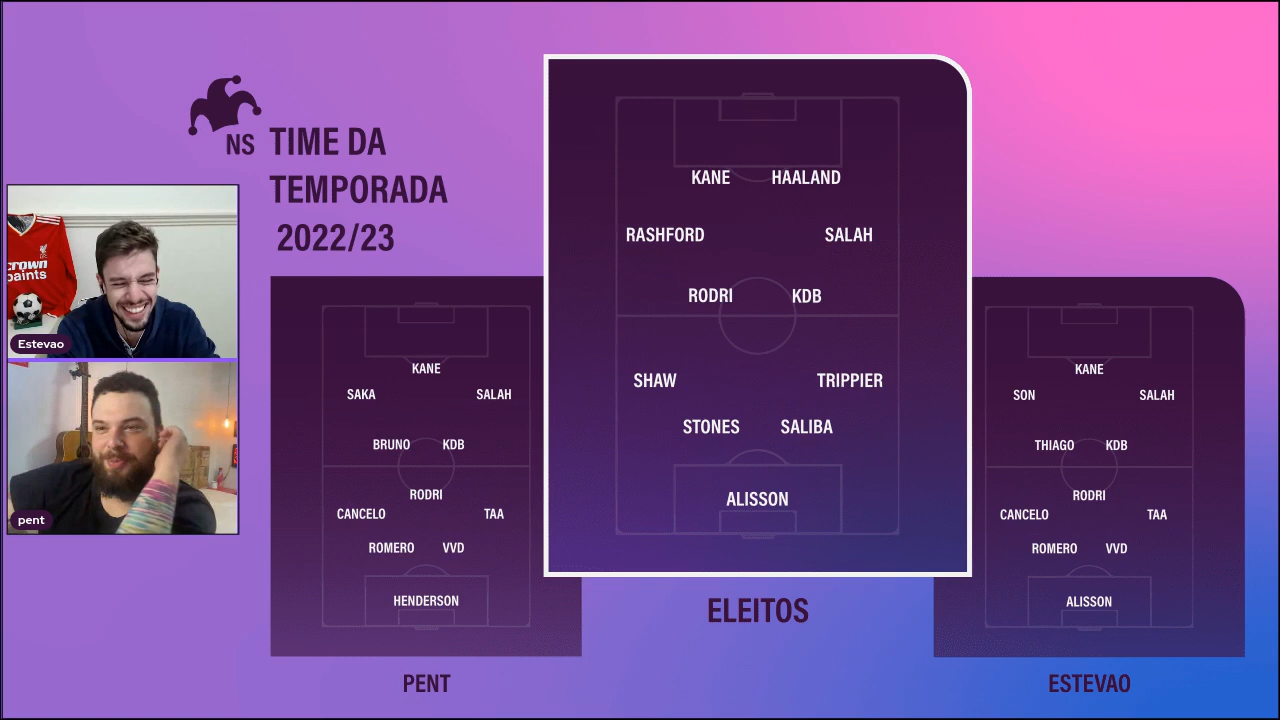 NS TIME DA
TEMPORADA
2022/23
crown
paints
Estevao
pent
KANE
SAKA SALAH
BRUNO KDB
RODRI
CANCELO TAA
ROMERO VVD
HENDERSON
PENT
KANE HAALAND
RASHFORD SALAH
RODRI KDB
SHAW TRIPPIER
STONES SALIBA
ALISSON
ELEITOS
KANE
SON SALAH
THIAGO KDB
RODRI
CANCELO TAA
ROMERO VVD
ALISSON
ESTEVAO